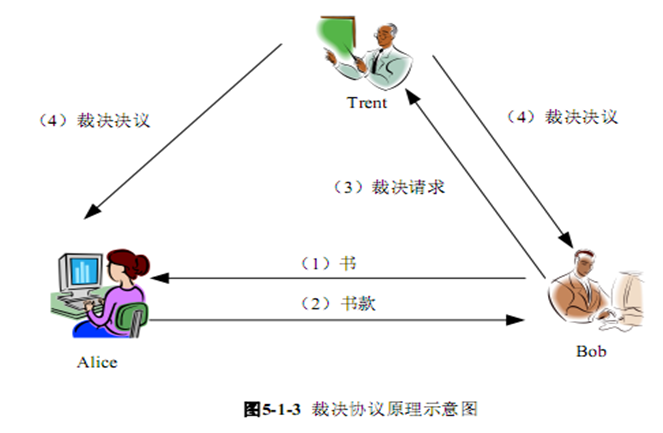 Trent
（4）裁决决议
（4）裁决决议
（3）裁决请求
（1）书
（2）书款
Alice
Bob
图5-1-3 裁决协议原理示意图